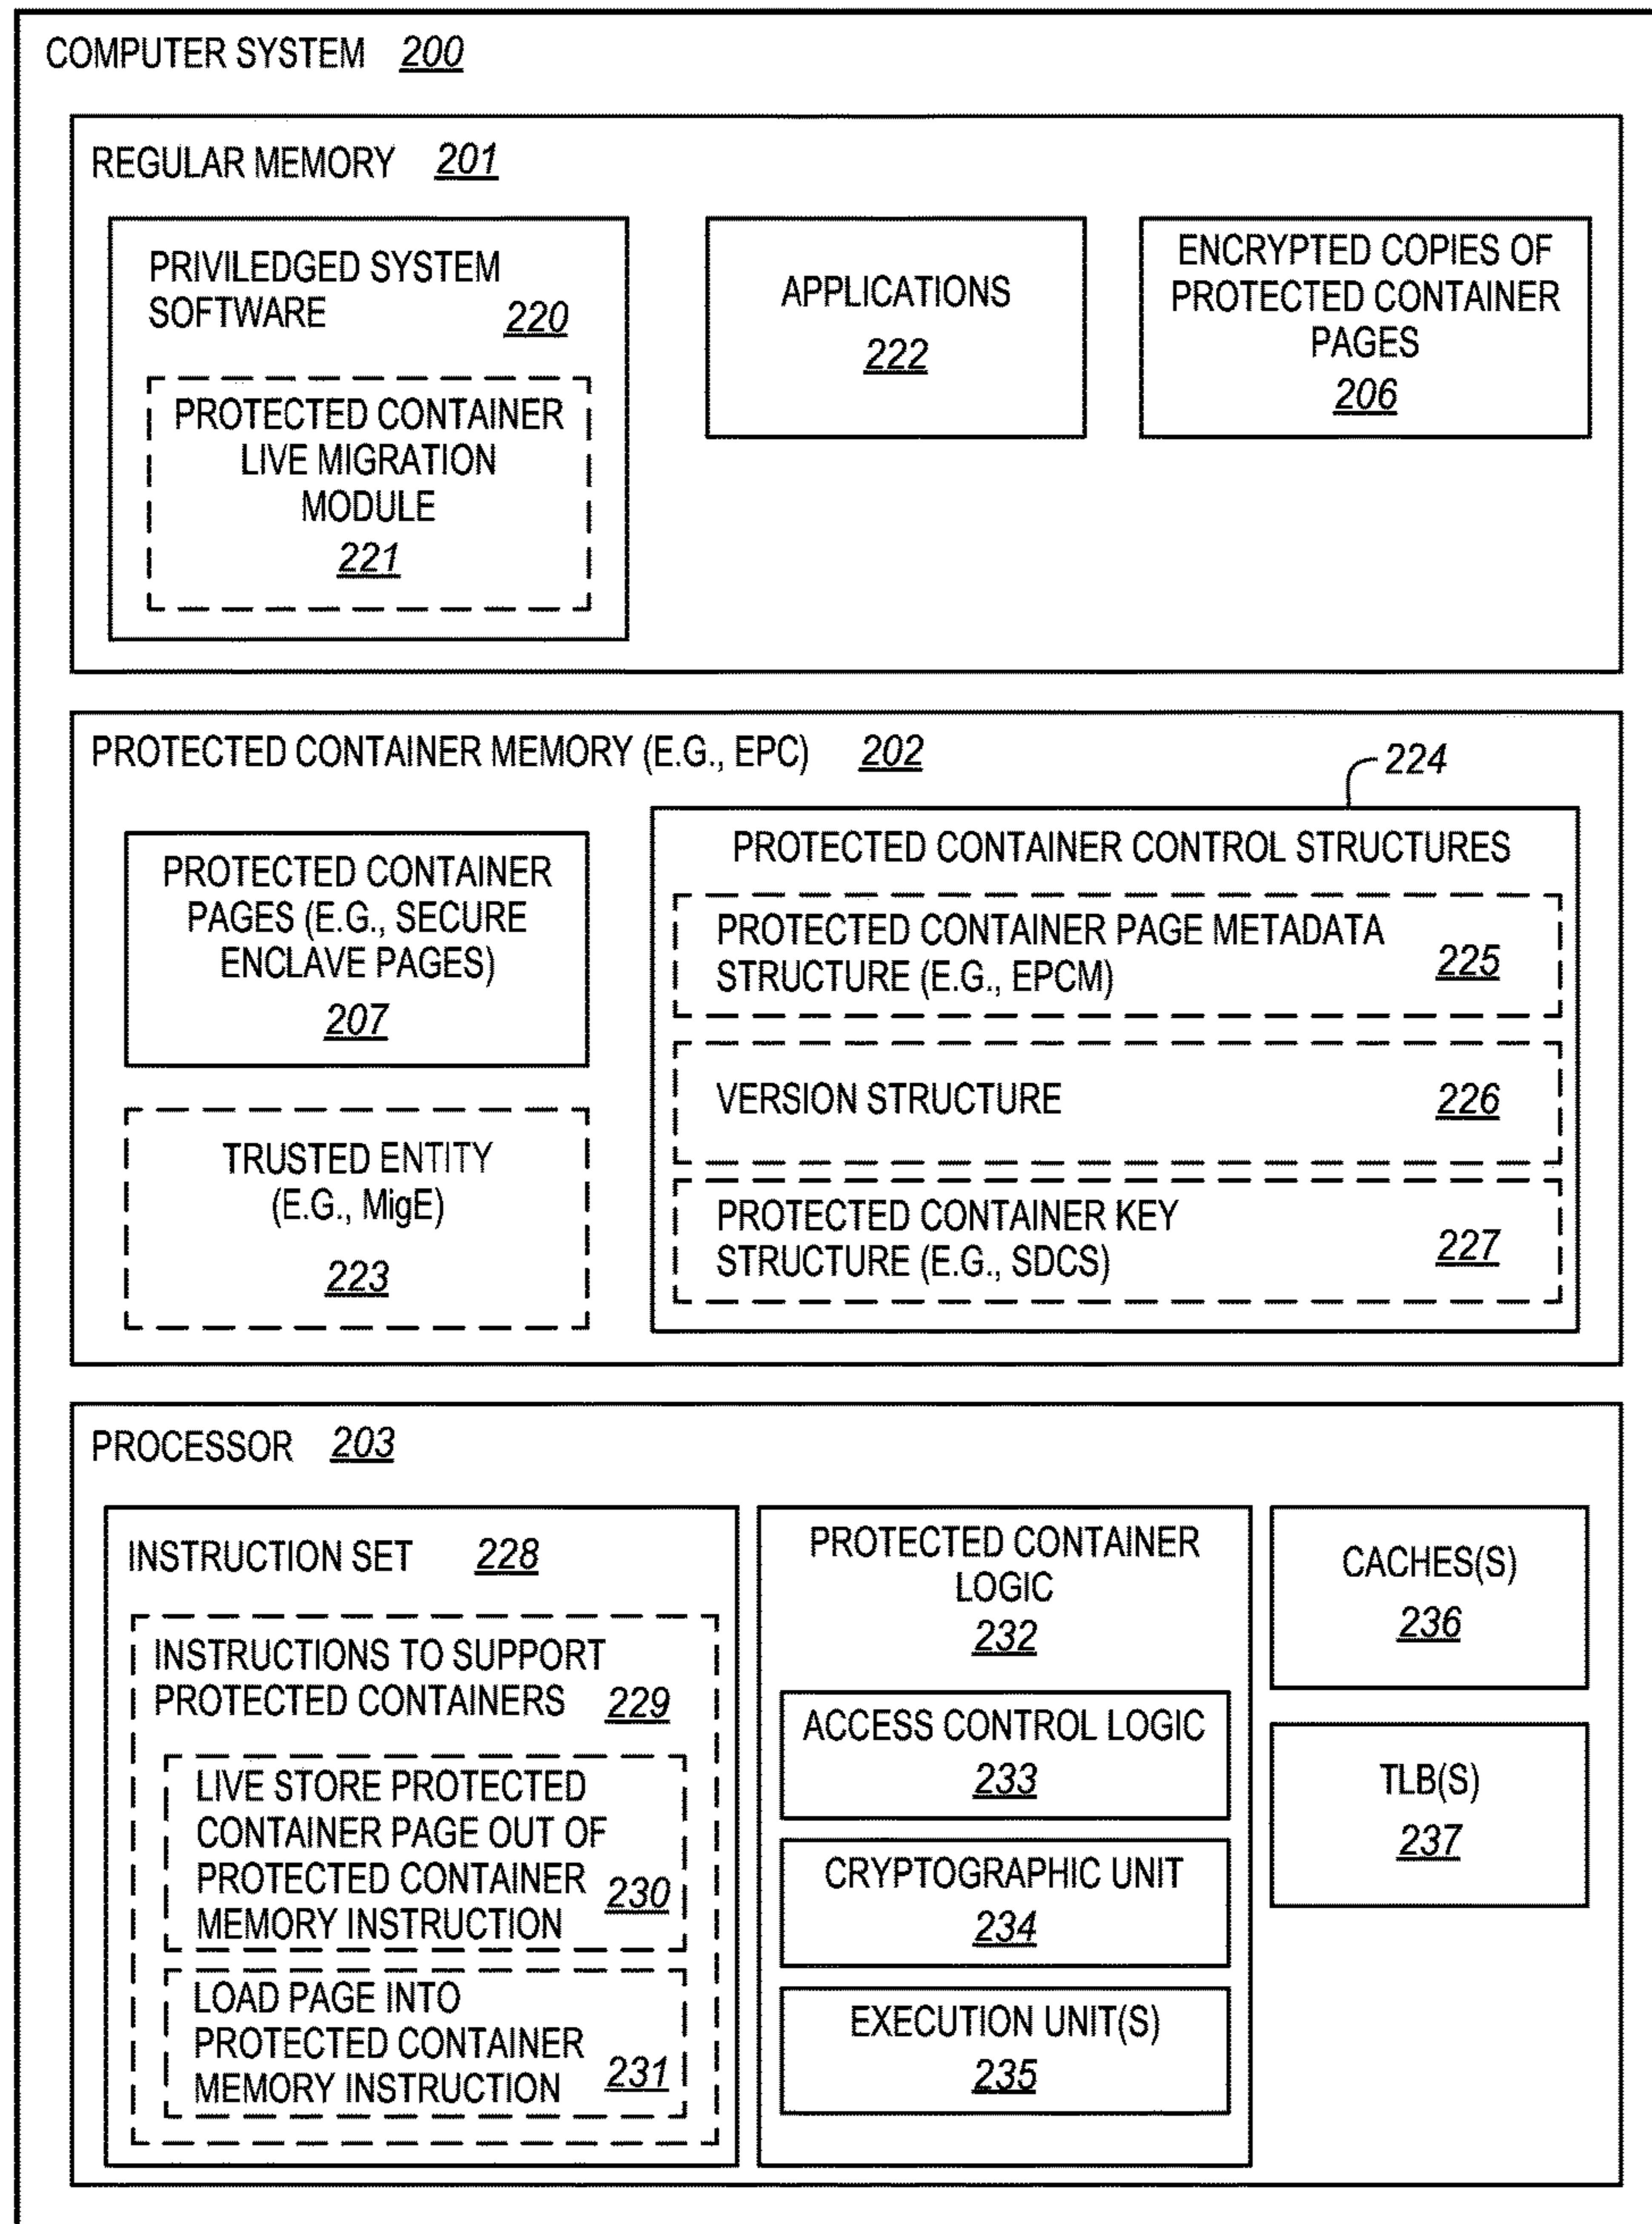 COMPUTER SYSTEM 200
REGULAR MEMORY 201
PRIVILEDGED SYSTEM
SOFTWARE 220
PROTECTED CONTAINER
LIVE MIGRATION
MODULE
221
APPLICATIONS
222
ENCRYPTED COPIES OF
PROTECTED CONTAINER
PAGES
206
PROTECTED CONTAINER MEMORY (E.G., EPC) 202
224
PROTECTED CONTAINER
PAGES (E.G., SECURE
ENCLAVE PAGES)
207
TRUSTED ENTITY
(E.G., MigE)
223
PROTECTED CONTAINER CONTROL STRUCTURES
PROTECTED CONTAINER PAGE METADATA
STRUCTURE (E.G., EPCM) 225
VERSION STRUCTURE 226
PROTECTED CONTAINER KEY
STRUCTURE (E.G., SDCS) 227
PROCESSOR 203
INSTRUCTION SET 228
INSTRUCTIONS TO SUPPORT
PROTECTED CONTAINERS 229
LIVE STORE PROTECTED
CONTAINER PAGE OUT OF
PROTECTED CONTAINER
MEMORY INSTRUCTION 230
LOAD PAGE INTO
PROTECTED CONTAINER
MEMORY INSTRUCTION 231
PROTECTED CONTAINER
LOGIC
232
ACCESS CONTROL LOGIC
233
CRYPTOGRAPHIC UNIT
234
EXECUTION UNIT(S)
235
CACHES(S)
236
TLB(S)
237